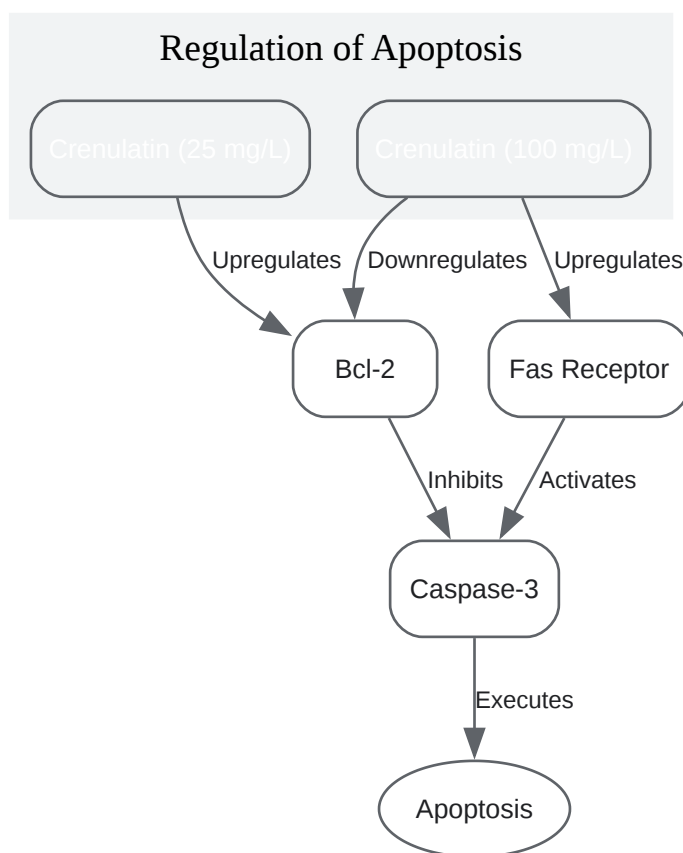 Regulation of Apoptosis
Crenulatin (25 mg/L)
Crenulatin (100 mg/L)
Upregulates
Downregulates
Upregulates
Bcl-2
Fas Receptor
Inhibits
Activates
Caspase-3
Executes
Apoptosis